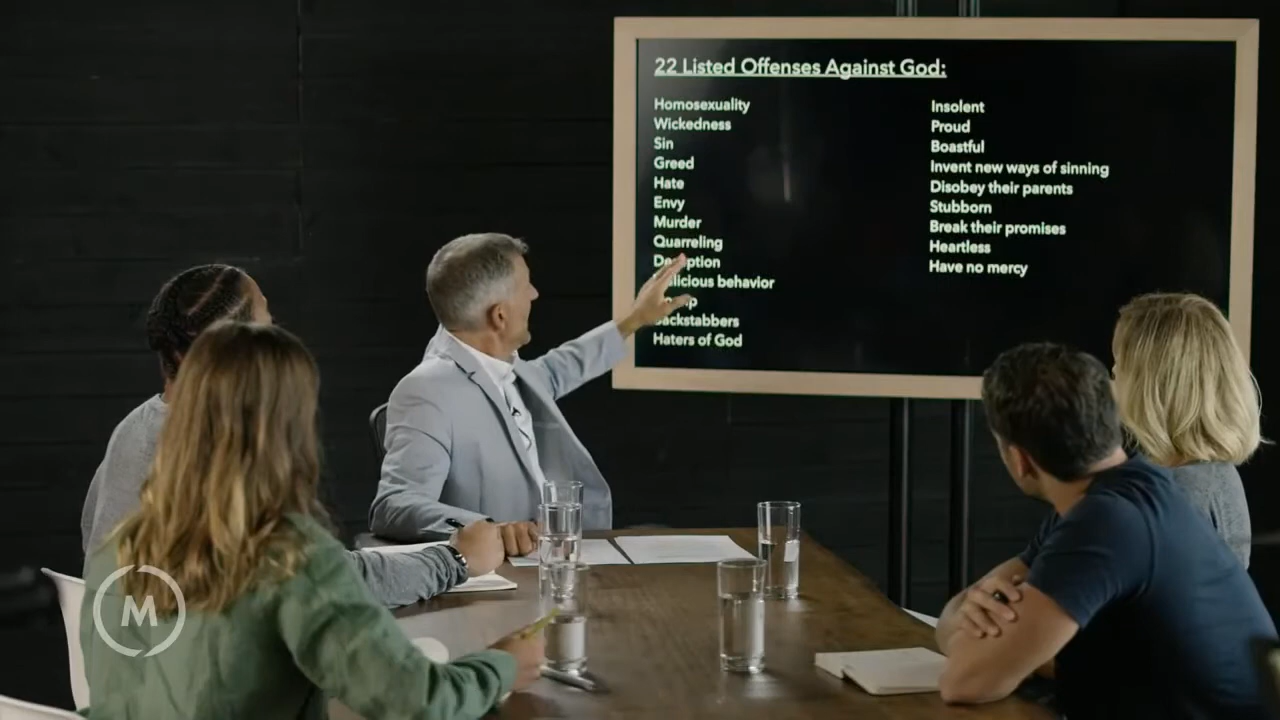 22 Listed Offenses Against God:
Homosexuality
Wickedness
Sin
Greed
Hate
Envy
Murder
Quarreling
behavior
Haters of God
Insolent
Proud
Boastful
Invent new ways of sinning
Disobey their parents
Stubborn
Break their promises
Heartless
Have no mercy
M